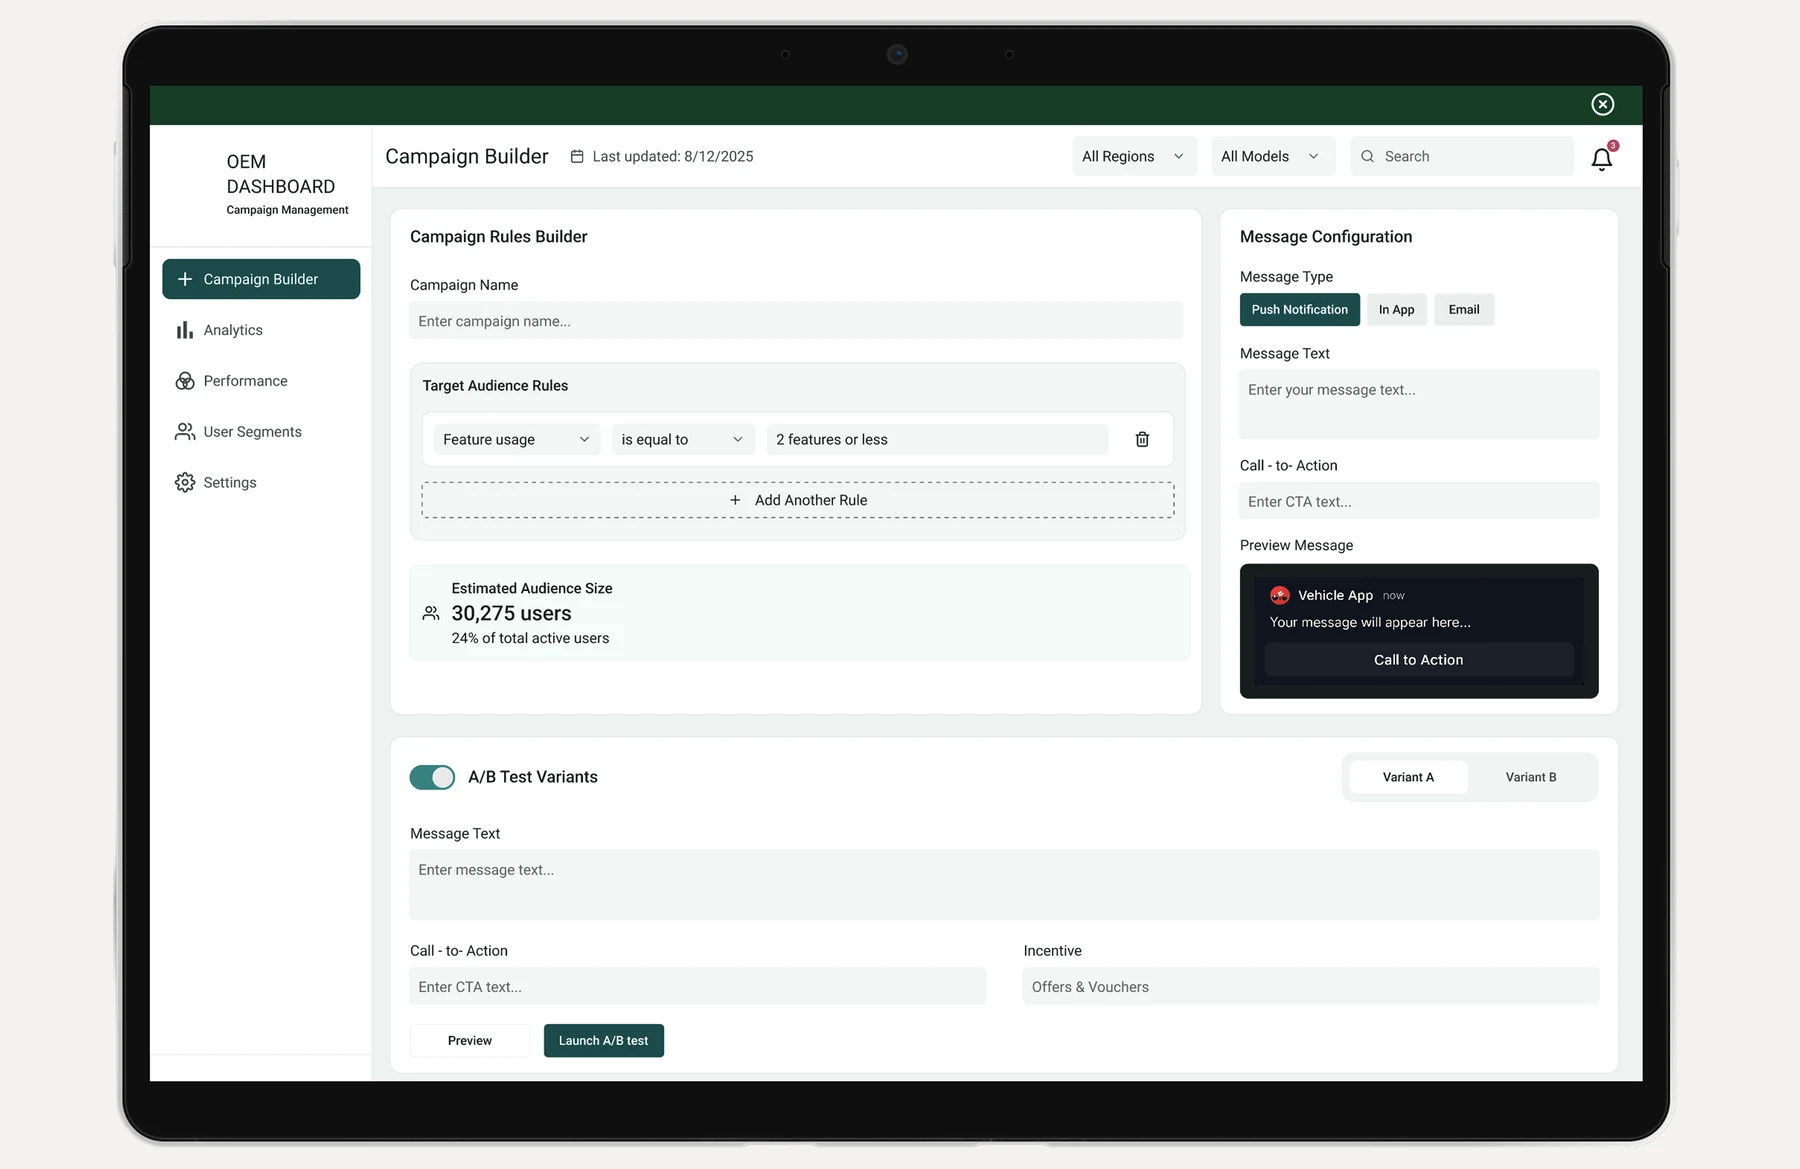 OEM
DASHBOARD
Campaign Management
Campaign Builder
Analytics
Performance
User Segments
Settings
Campaign Builder
Last updated: 8/12/2025
All Regions
All Models
Search
3
Campaign Rules Builder
Campaign Name
Enter campaign name...
Target Audience Rules
Feature usage
is equal to
2 features or less
Add Another Rule
Estimated Audience Size
30,275 users
24% of total active users
Message Configuration
Message Type
Push Notification
In App
Email
Message Text
Enter your message text...
Call - to- Action
Enter CTA text...
Preview Message
Vehicle App now
Your message will appear here...
Call to Action
A/B Test Variants
Variant A
Variant B
Message Text
Enter message text...
Call - to- Action
Enter CTA text...
Incentive
Offers & Vouchers
Preview
Launch A/B test